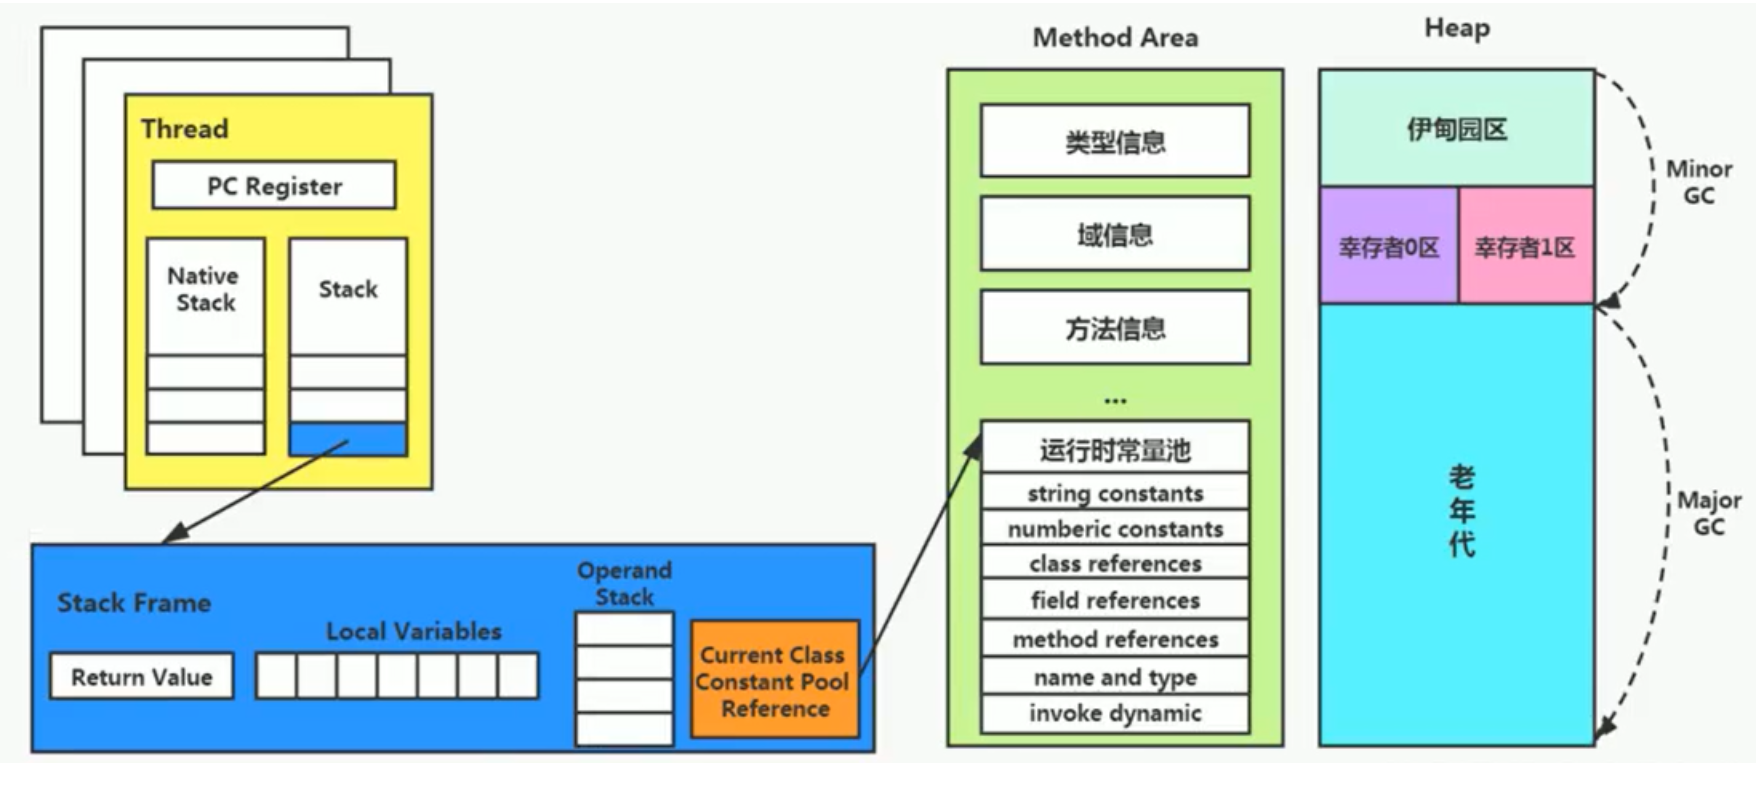 Thread
PC Register
Native
Stack
Stack
Stack Frame
Return Value
Local Variables
Operand
Stack
Current Class
Constant Pool
Reference
Method Area
类型信息
域信息
方法信息
...
运行时常量池
string constants
numberic constants
class references
field references
method references
name and type
invoke dynamic
Heap
伊甸园区
幸存者0区
幸存者1区
老
年
代
Minor
GC
Major
GC